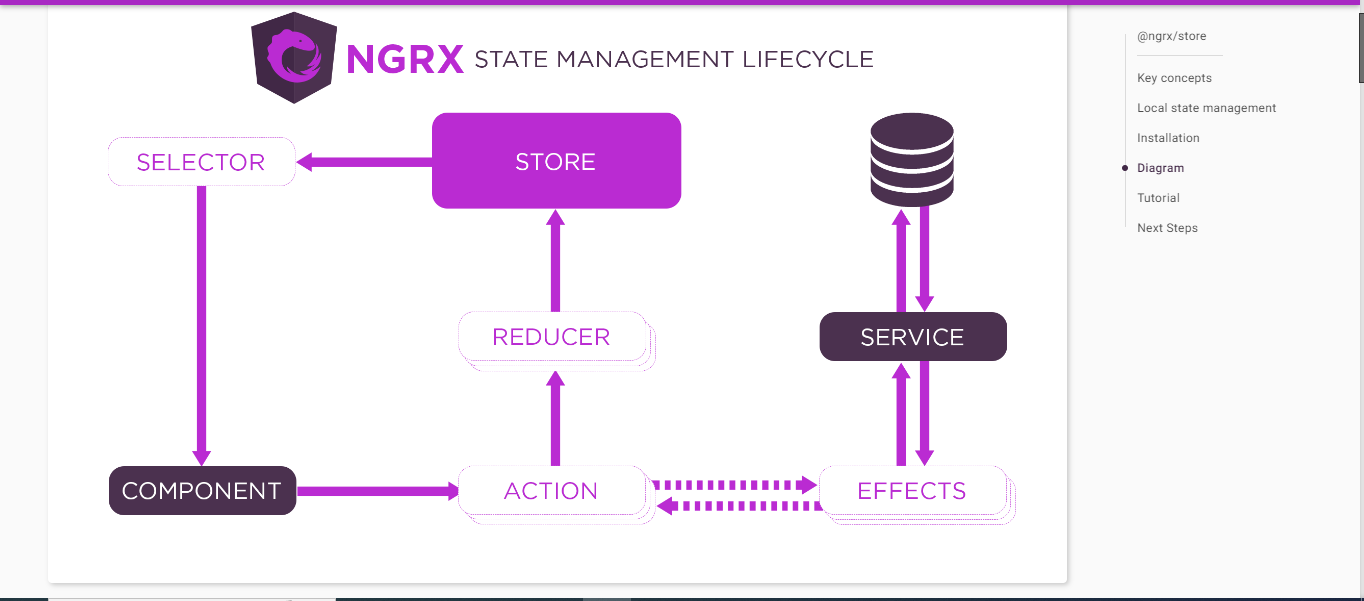 NGRX STATE MANAGEMENT LIFECYCLE
SELECTOR
STORE
REDUCER
SERVICE
COMPONENT
ACTION
EFFECTS
@ngrx/store
Key concepts
Local state management
Installation
Diagram
Tutorial
Next Steps